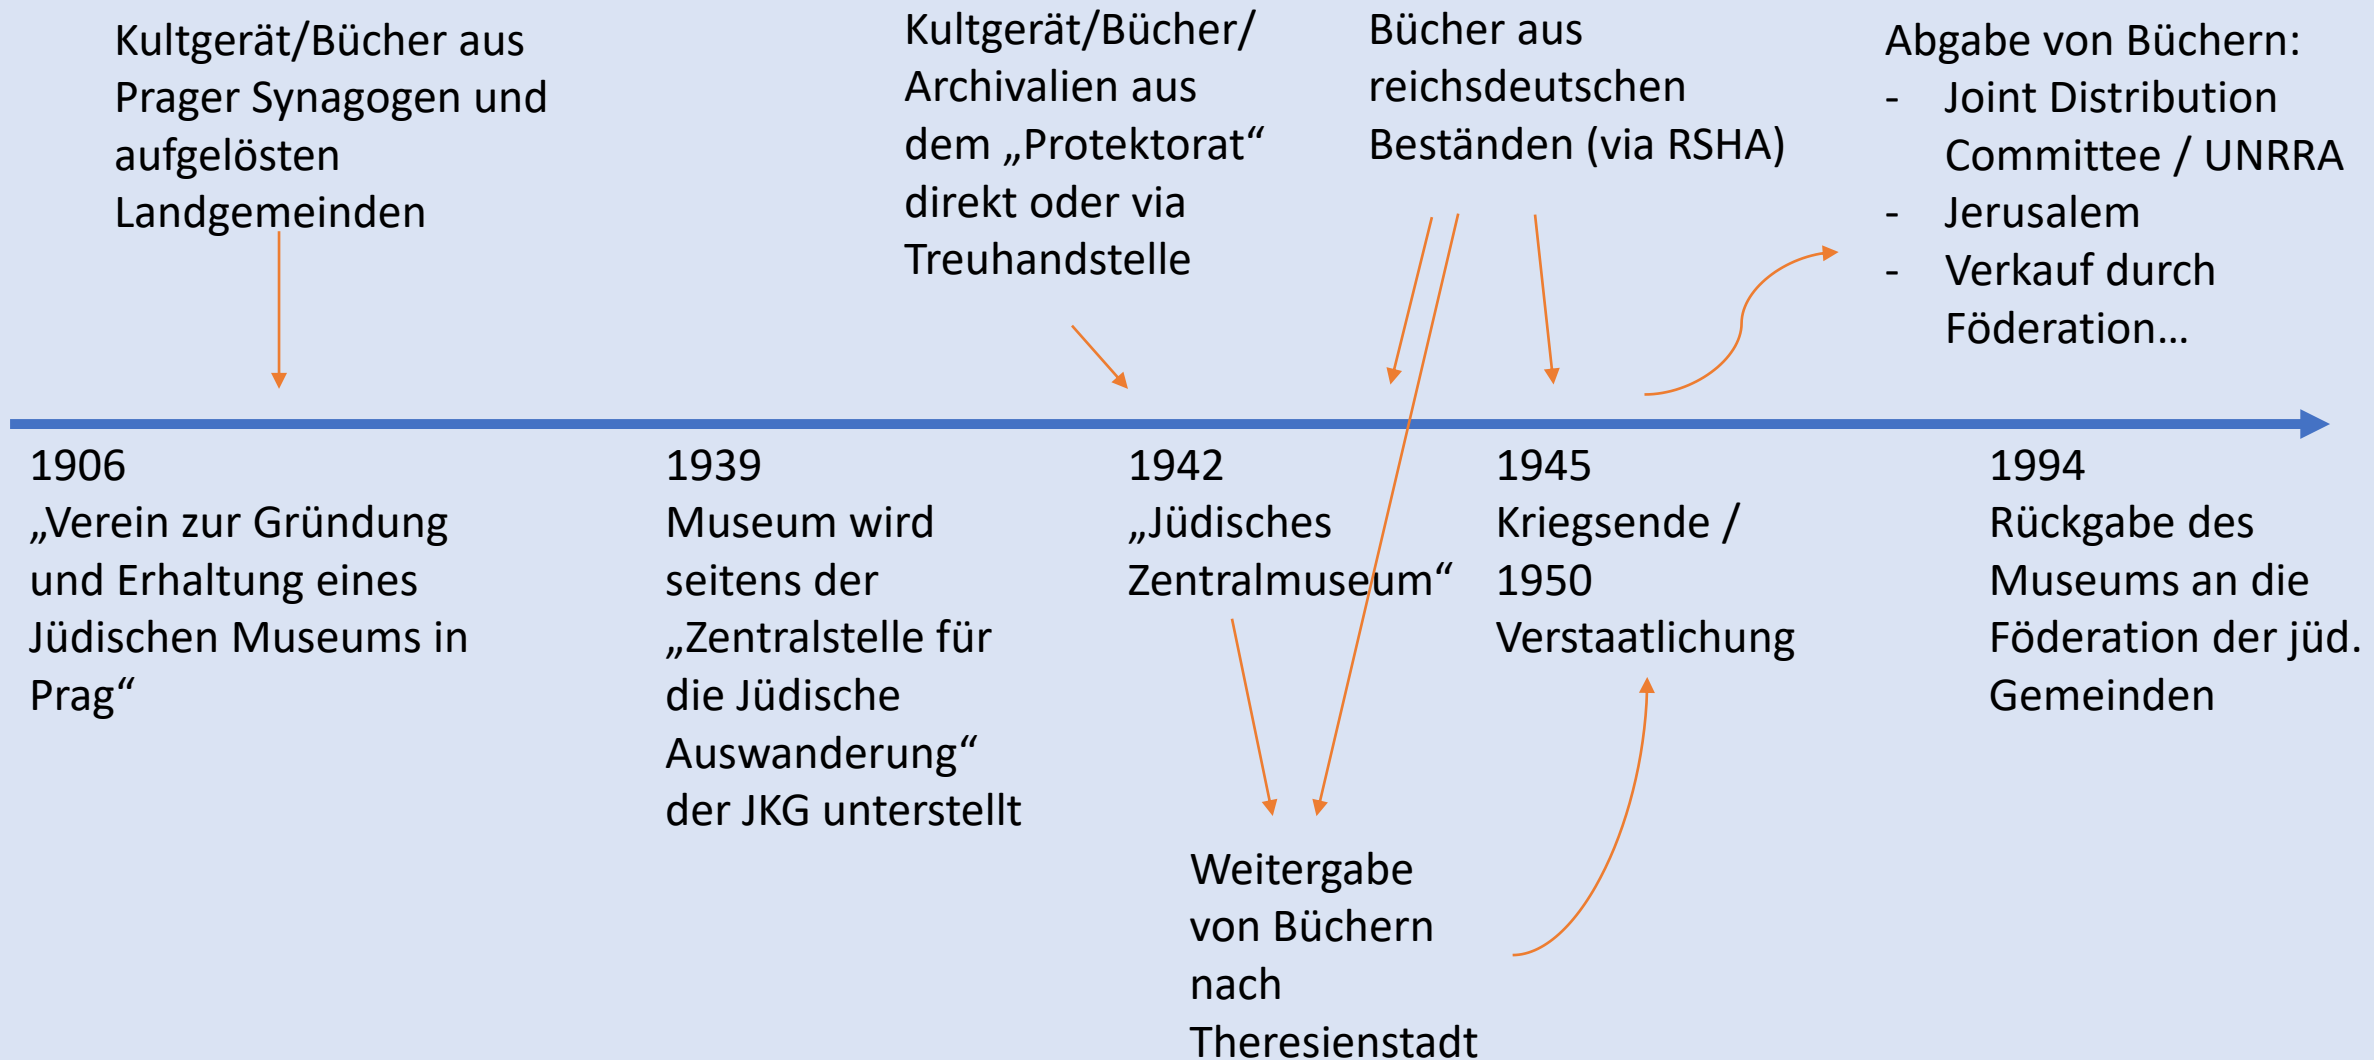 Kultgerät/Bücher aus
Prager Synagogen und
aufgelösten
Landgemeinden
Kultgerät/Bücher/
Archivalien aus
dem „Protektorat“
direkt oder via
Treuhandstelle
Bücher aus
reichsdeutschen
Beständen (via RSHA)
Abgabe von Büchern:
- Joint Distribution
Committee / UNRRA
- Jerusalem
- Verkauf durch
Föderation…
1906
„Verein zur Gründung
und Erhaltung eines
Jüdischen Museums in
Prag“
1939
Museum wird
seitens der
„Zentralstelle für
die Jüdische
Auswanderung“
der JKG unterstellt
1942
„Jüdisches
Zentralmuseum“
1945
Kriegsende /
1950
Verstaatlichung
1994
Rückgabe des
Museums an die
Föderation der jüd.
Gemeinden
Weitergabe
von Büchern
nach
Theresienstadt